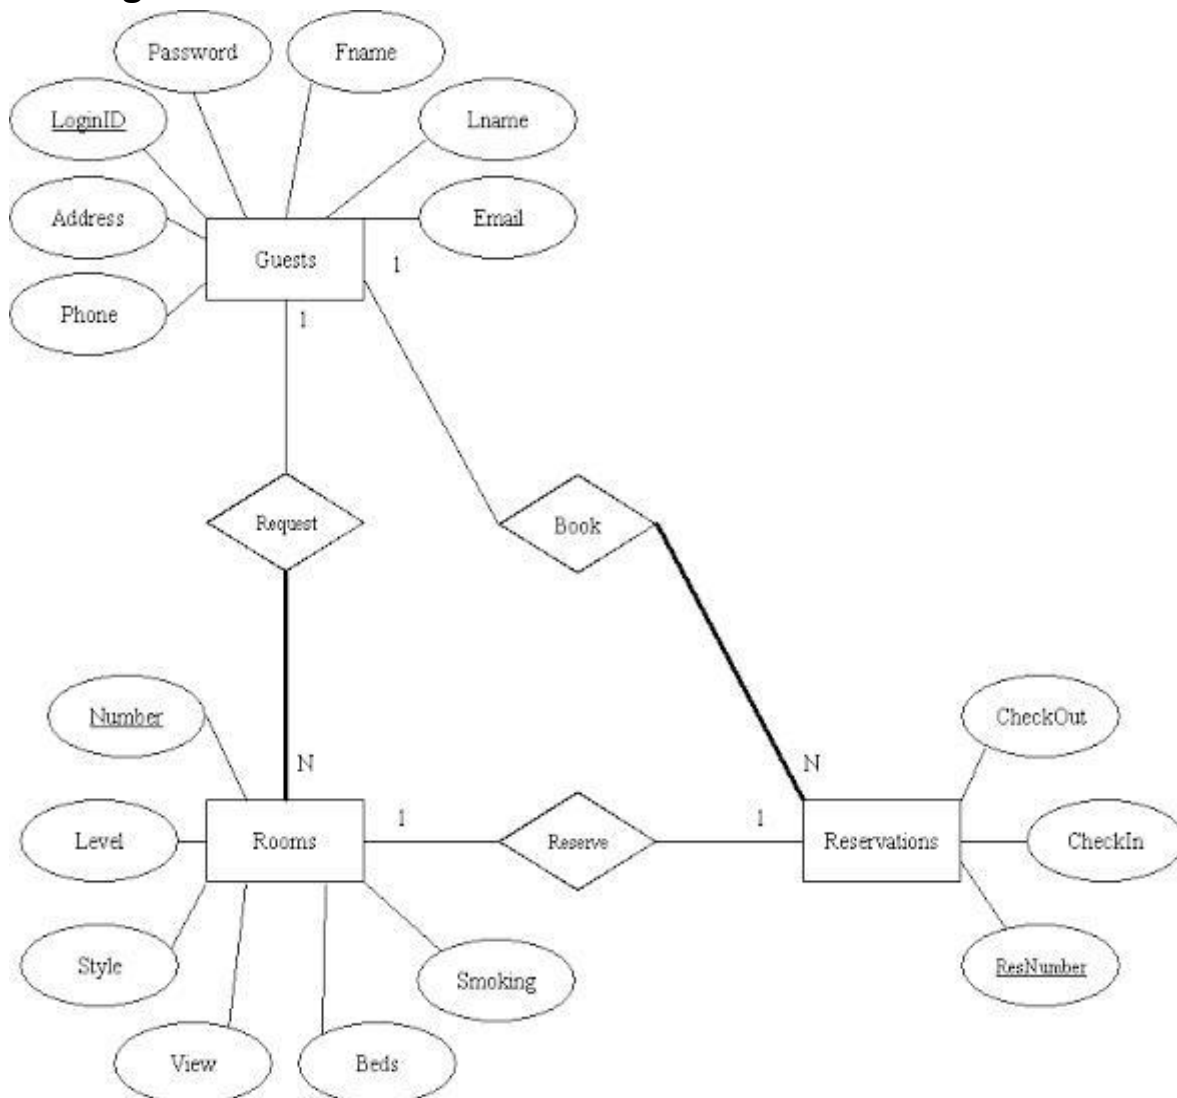 Password
Fname
LoginID
Lname
Address
Email
Guests
1
Phone
1
Request
Book
Number
CheckOut
N
N
Level
Rooms
1
Reserve
1
Reservations
CheckIn
Style
Smoking
ResNumber
View
Beds